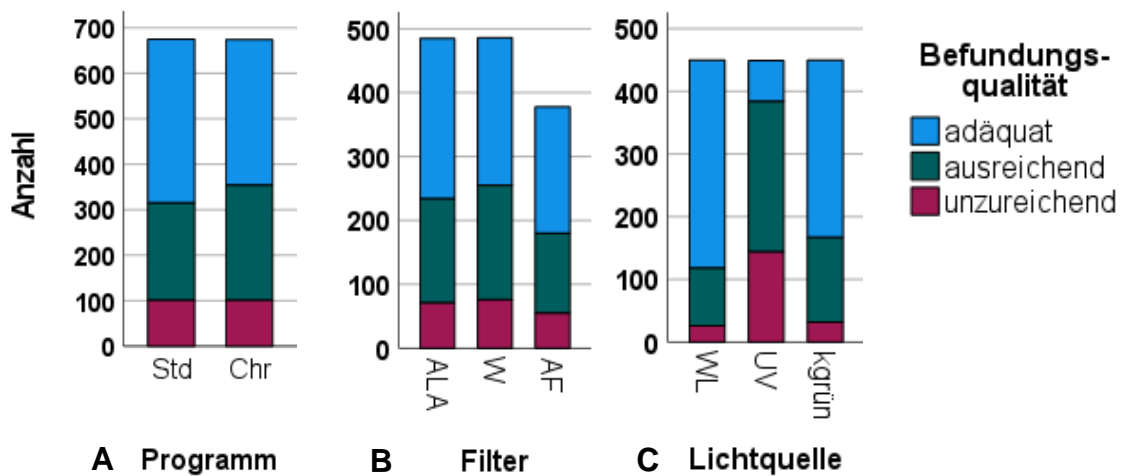 Anzahl
700
600
500
400
300
200
100
0
Std Chr
A Programm
500
400
300
200
100
0
ALA W AF
B Filter
500
400
300
200
100
0
WL UV kgrün
C Lichtquelle
Befundungs-
qualität
adäquat
ausreichend
unzureichend